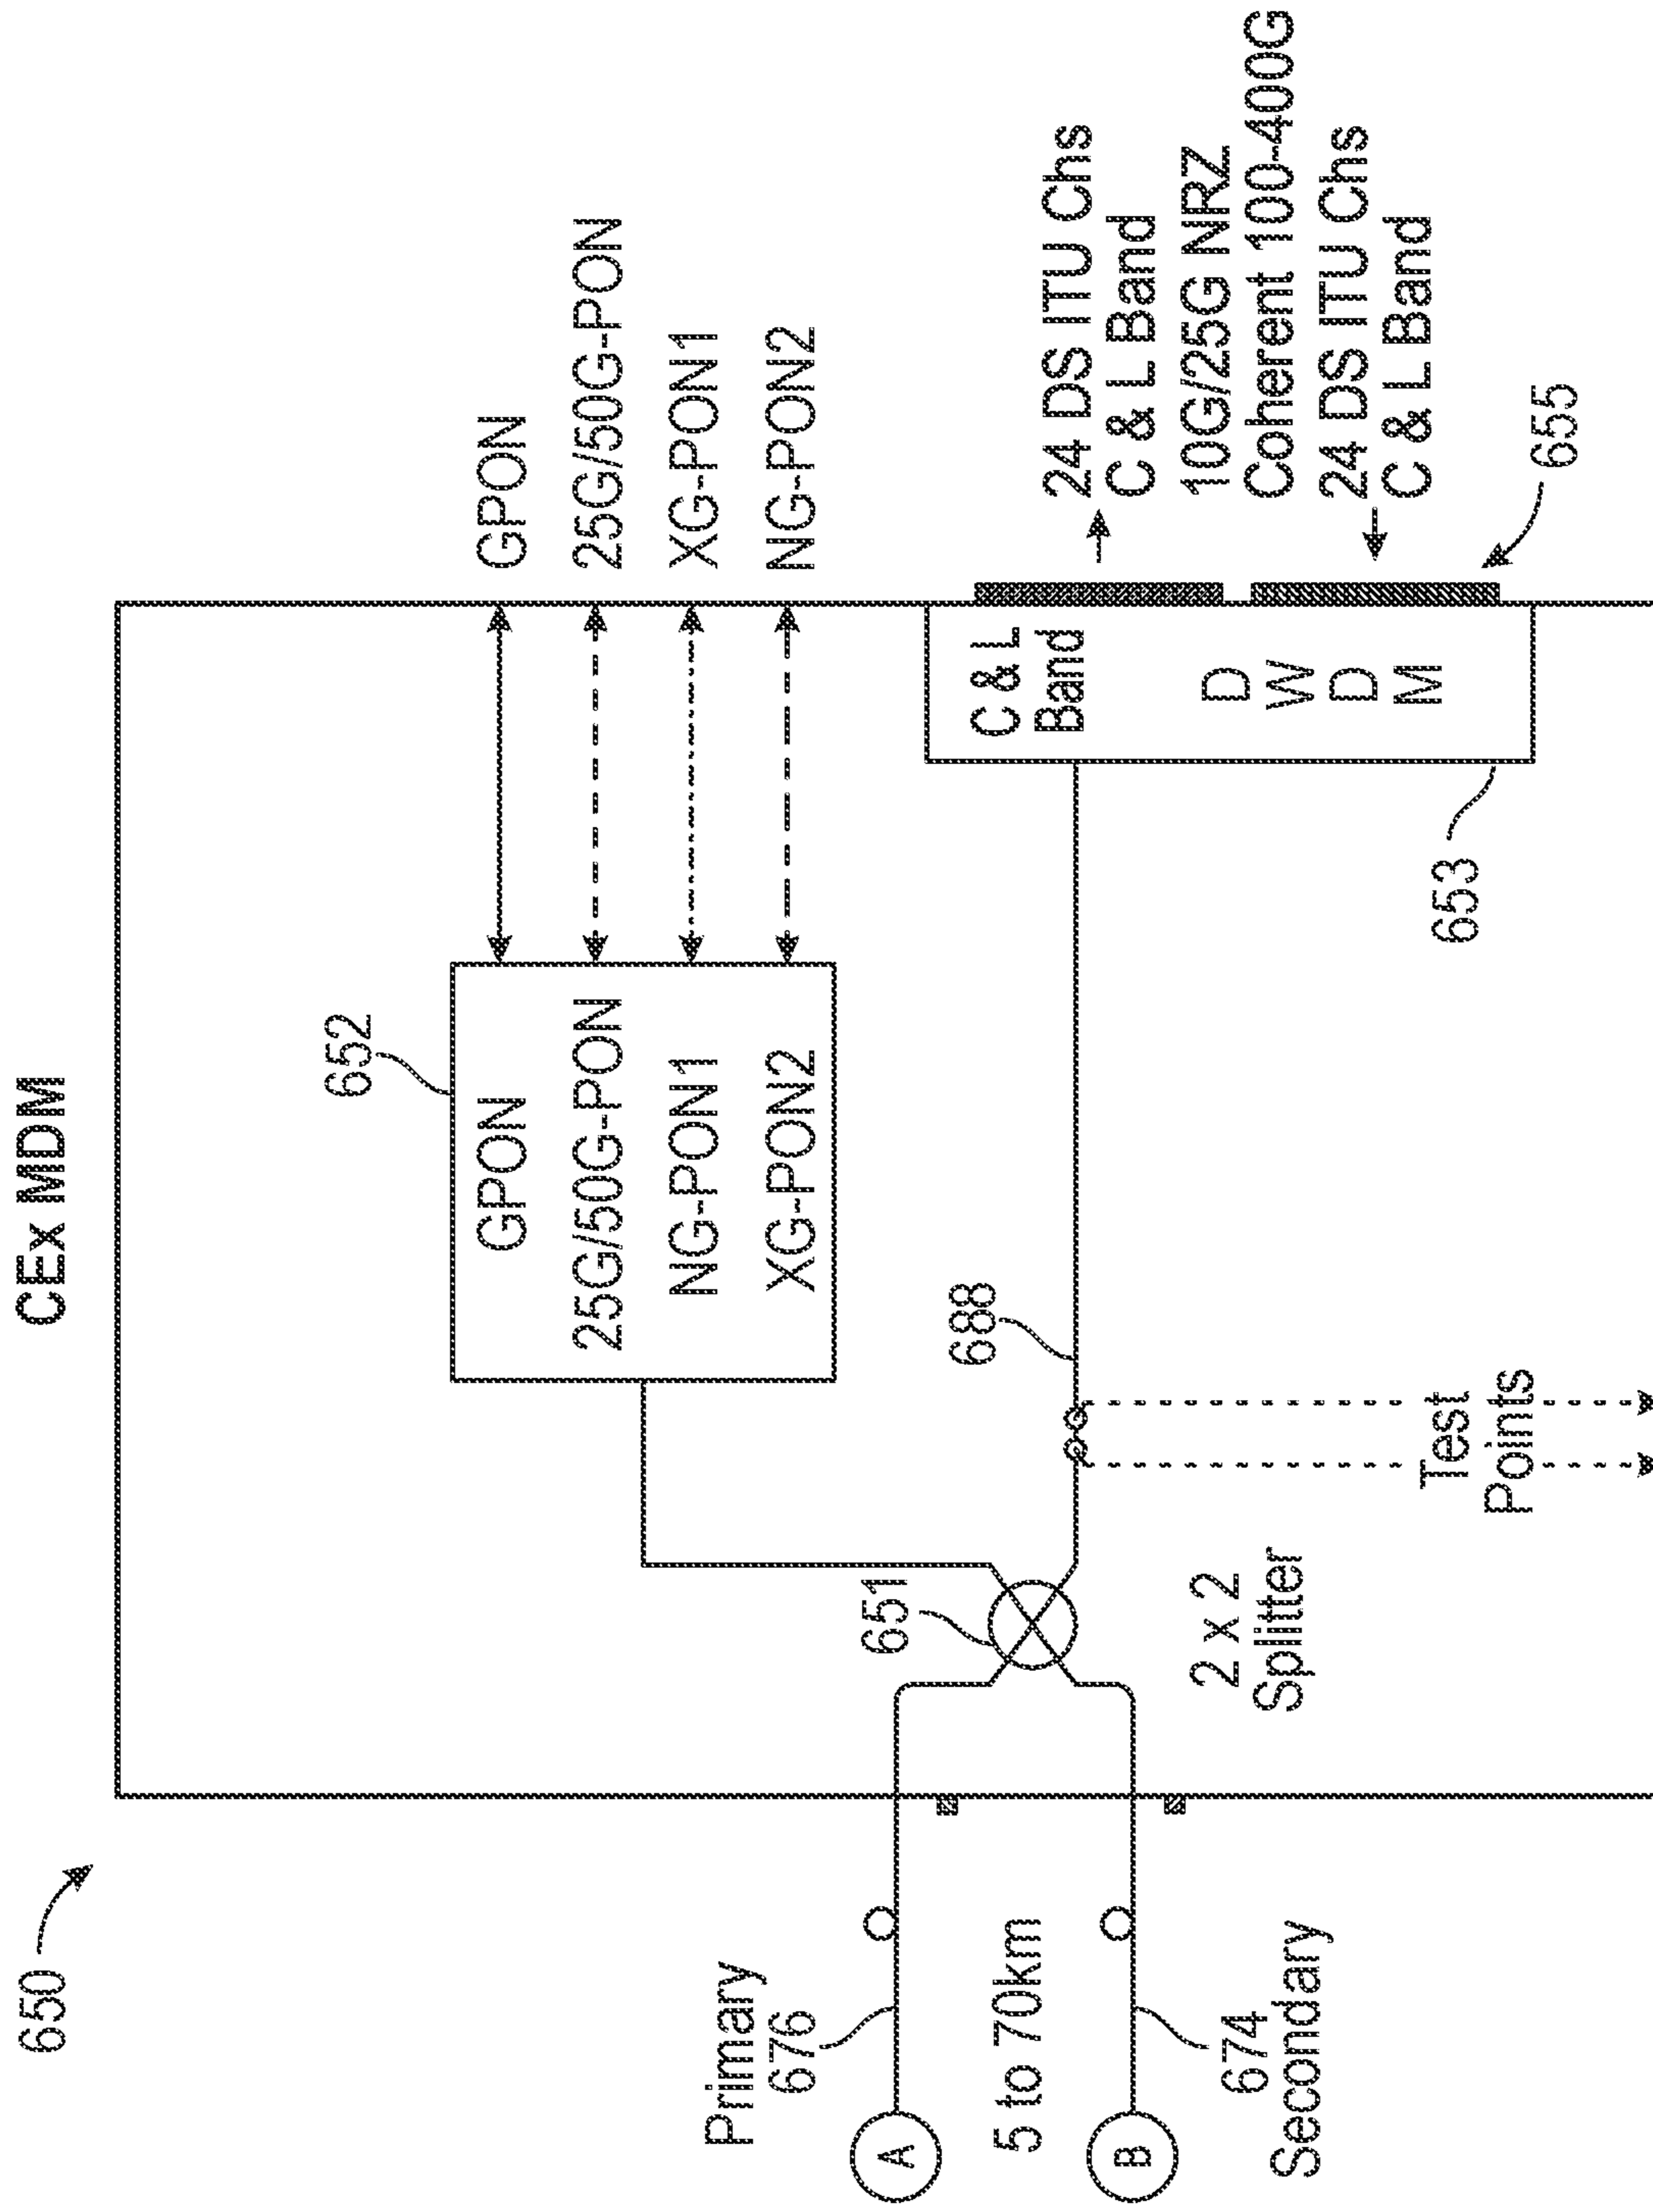 CEx MDM
650
GPON
25G/50G-PON
XG-PON1
NG-PON2
652
GPON
25G/50G-PON
NG-PON1
XG-PON2
Primary
676
A
5 to 70km
B
674
Secondary
651
2 x 2
Splitter
688
Test
Points
C & L
Band
D
W
D
M
653
24 DS ITU Chs
C & L Band
10G/25G NRZ
Coherent 100-400G
24 DS ITU Chs
C & L Band
655